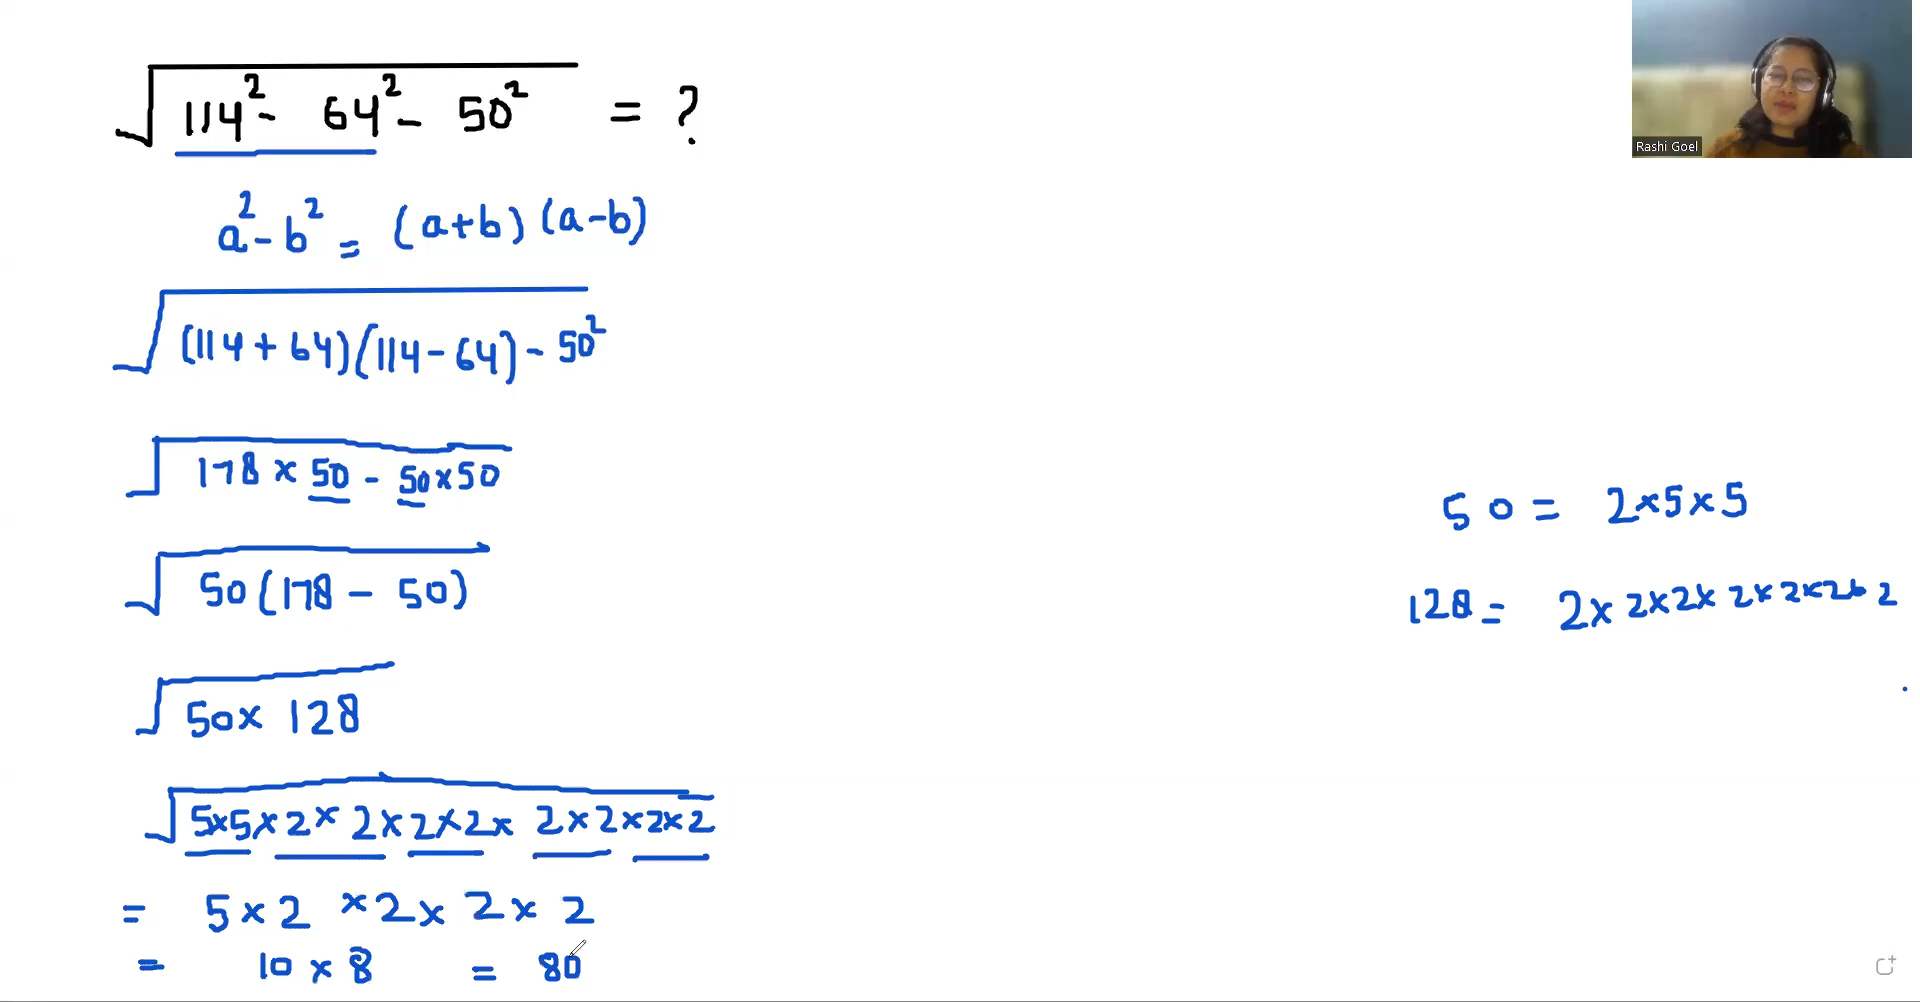 √114² - 64² - 50² = ?
a² - b² = (a+b) (a-b)
√(114+64)(114-64) - 50²
√178 × 50 - 50×50
√50(178 - 50)
√50× 128
√5×5×2×2×2×2×2×2×2×2
= 5×2×2×2×2
= 10×8 = 80
50 = 2×5×5
128 = 2×2×2×2×2×2×2
Rashi Goel